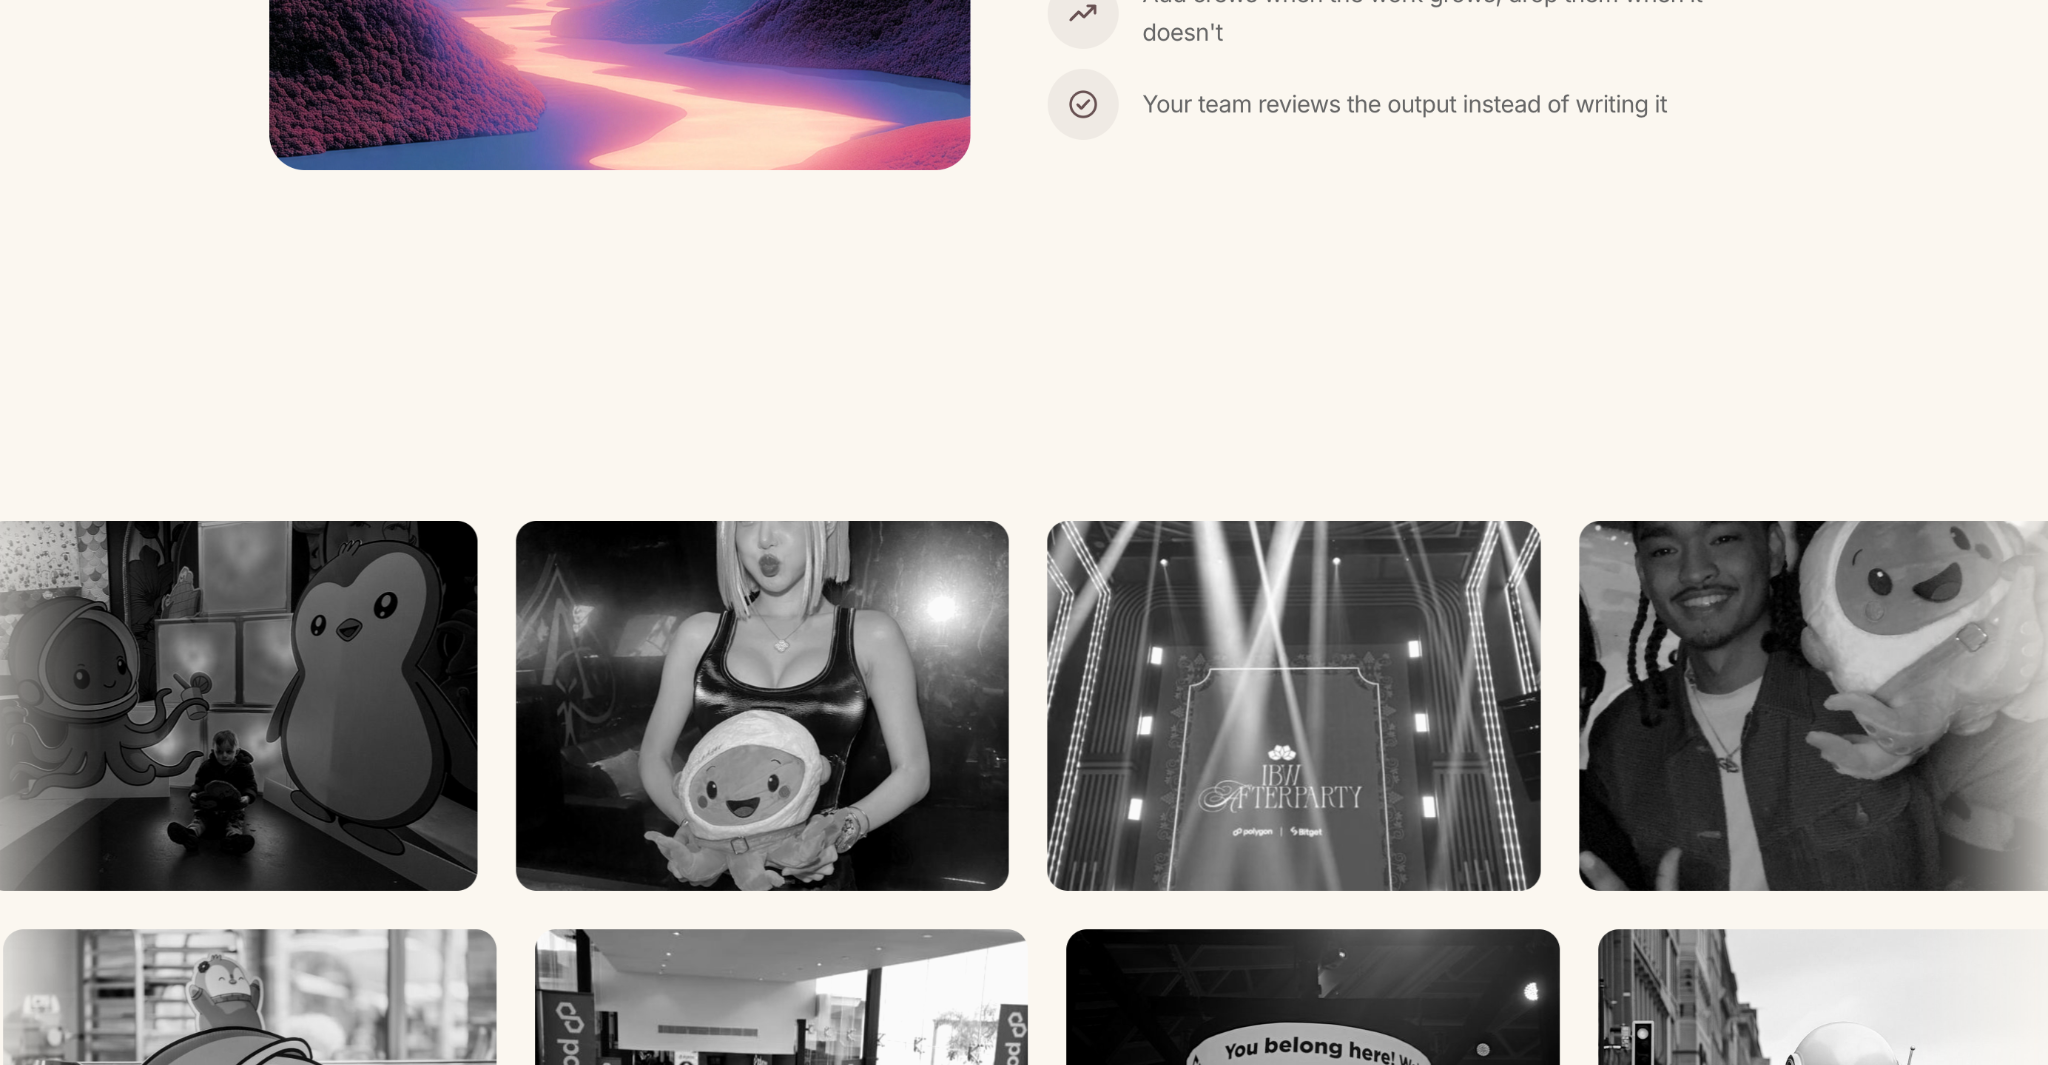 doesn't
Your team reviews the output instead of writing it
IBW
AFTERPARTY
polygon | Bitget
You belong here!